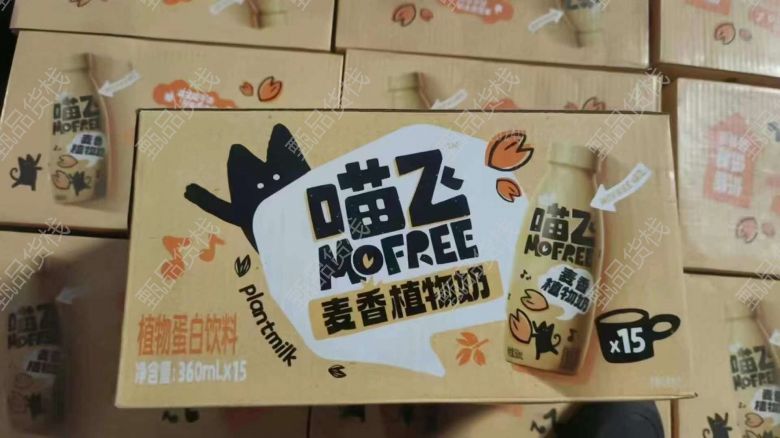 喵飞
MOFREE
麦香植物奶
plantmilk
植物蛋白饮料
净含量：360mL×15
喵飞
MOFREE
麦香
植物奶
×15
喵飞
MOFREE
麦香
植物奶
喵飞
MOFREE
甄品货栈